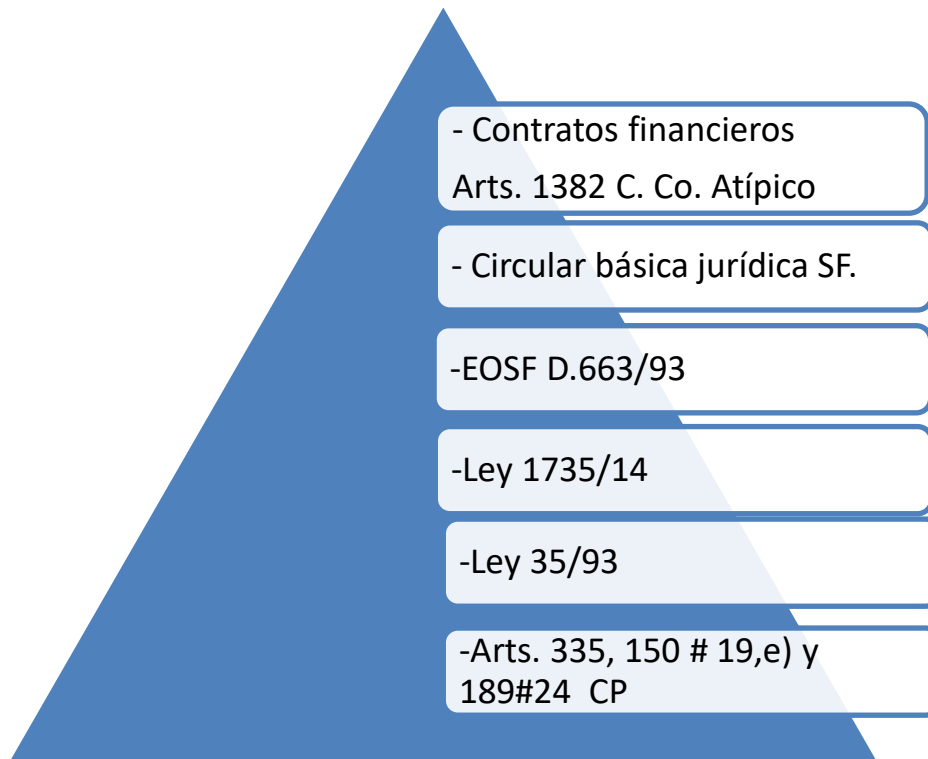 - Contratos financieros
Arts. 1382 C. Co. Atípico
- Circular básica jurídica SF.
-EOSF D.663/93
-Ley 1735/14
-Ley 35/93
-Arts. 335, 150 # 19,e) y
189#24 CP